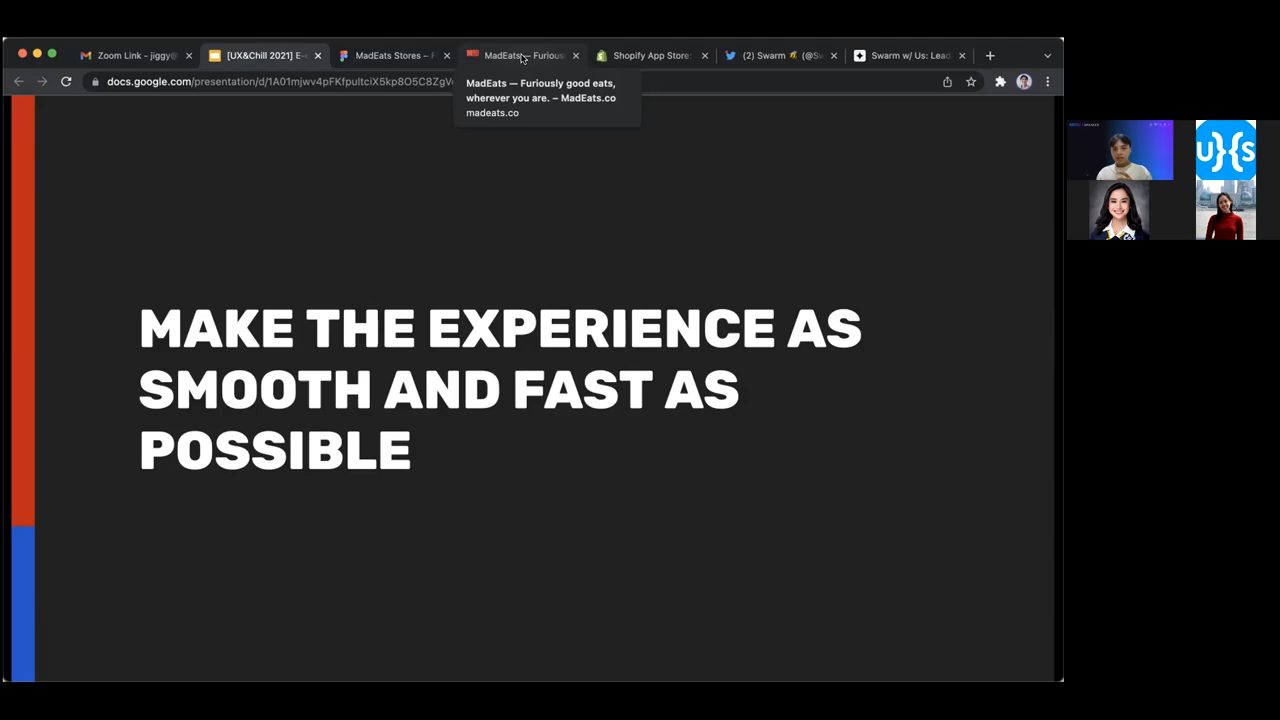 Zoom Link - jiggy@
[UX&Chill 2021] E-
MadEats Stores – F
MadEats — Furious
Shopify App Store:
(2) Swarm 🐝 (@Sw
Swarm w/ Us: Lead
docs.google.com/presentation/d/1A01mjwv4pFKfpultciX5kp8O5C8ZgV
MadEats — Furiously good eats,
wherever you are. – MadEats.co
madeats.co
MAKE THE EXPERIENCE AS
SMOOTH AND FAST AS
POSSIBLE
U}{S